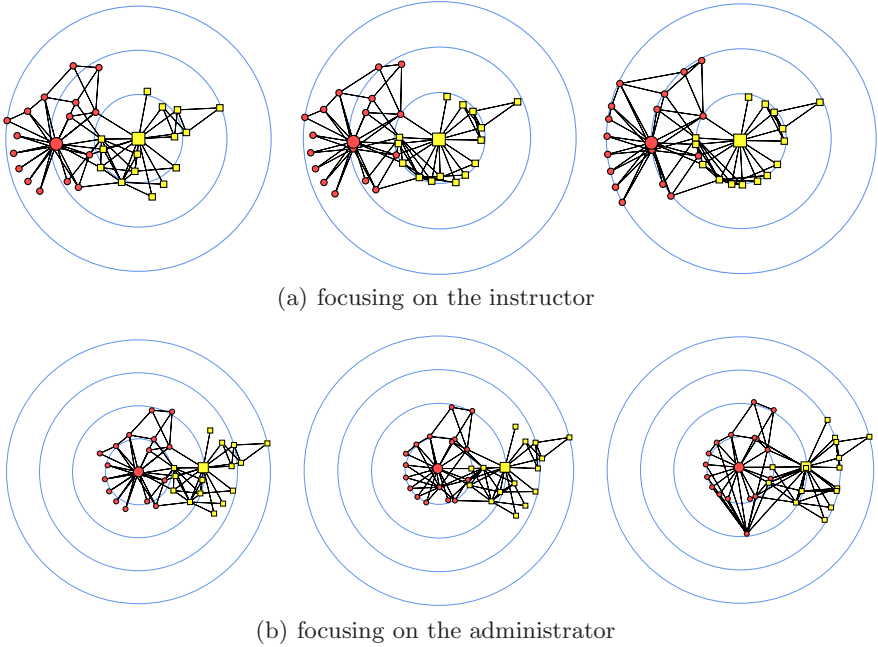 (a) focusing on the instructor
(b) focusing on the administrator